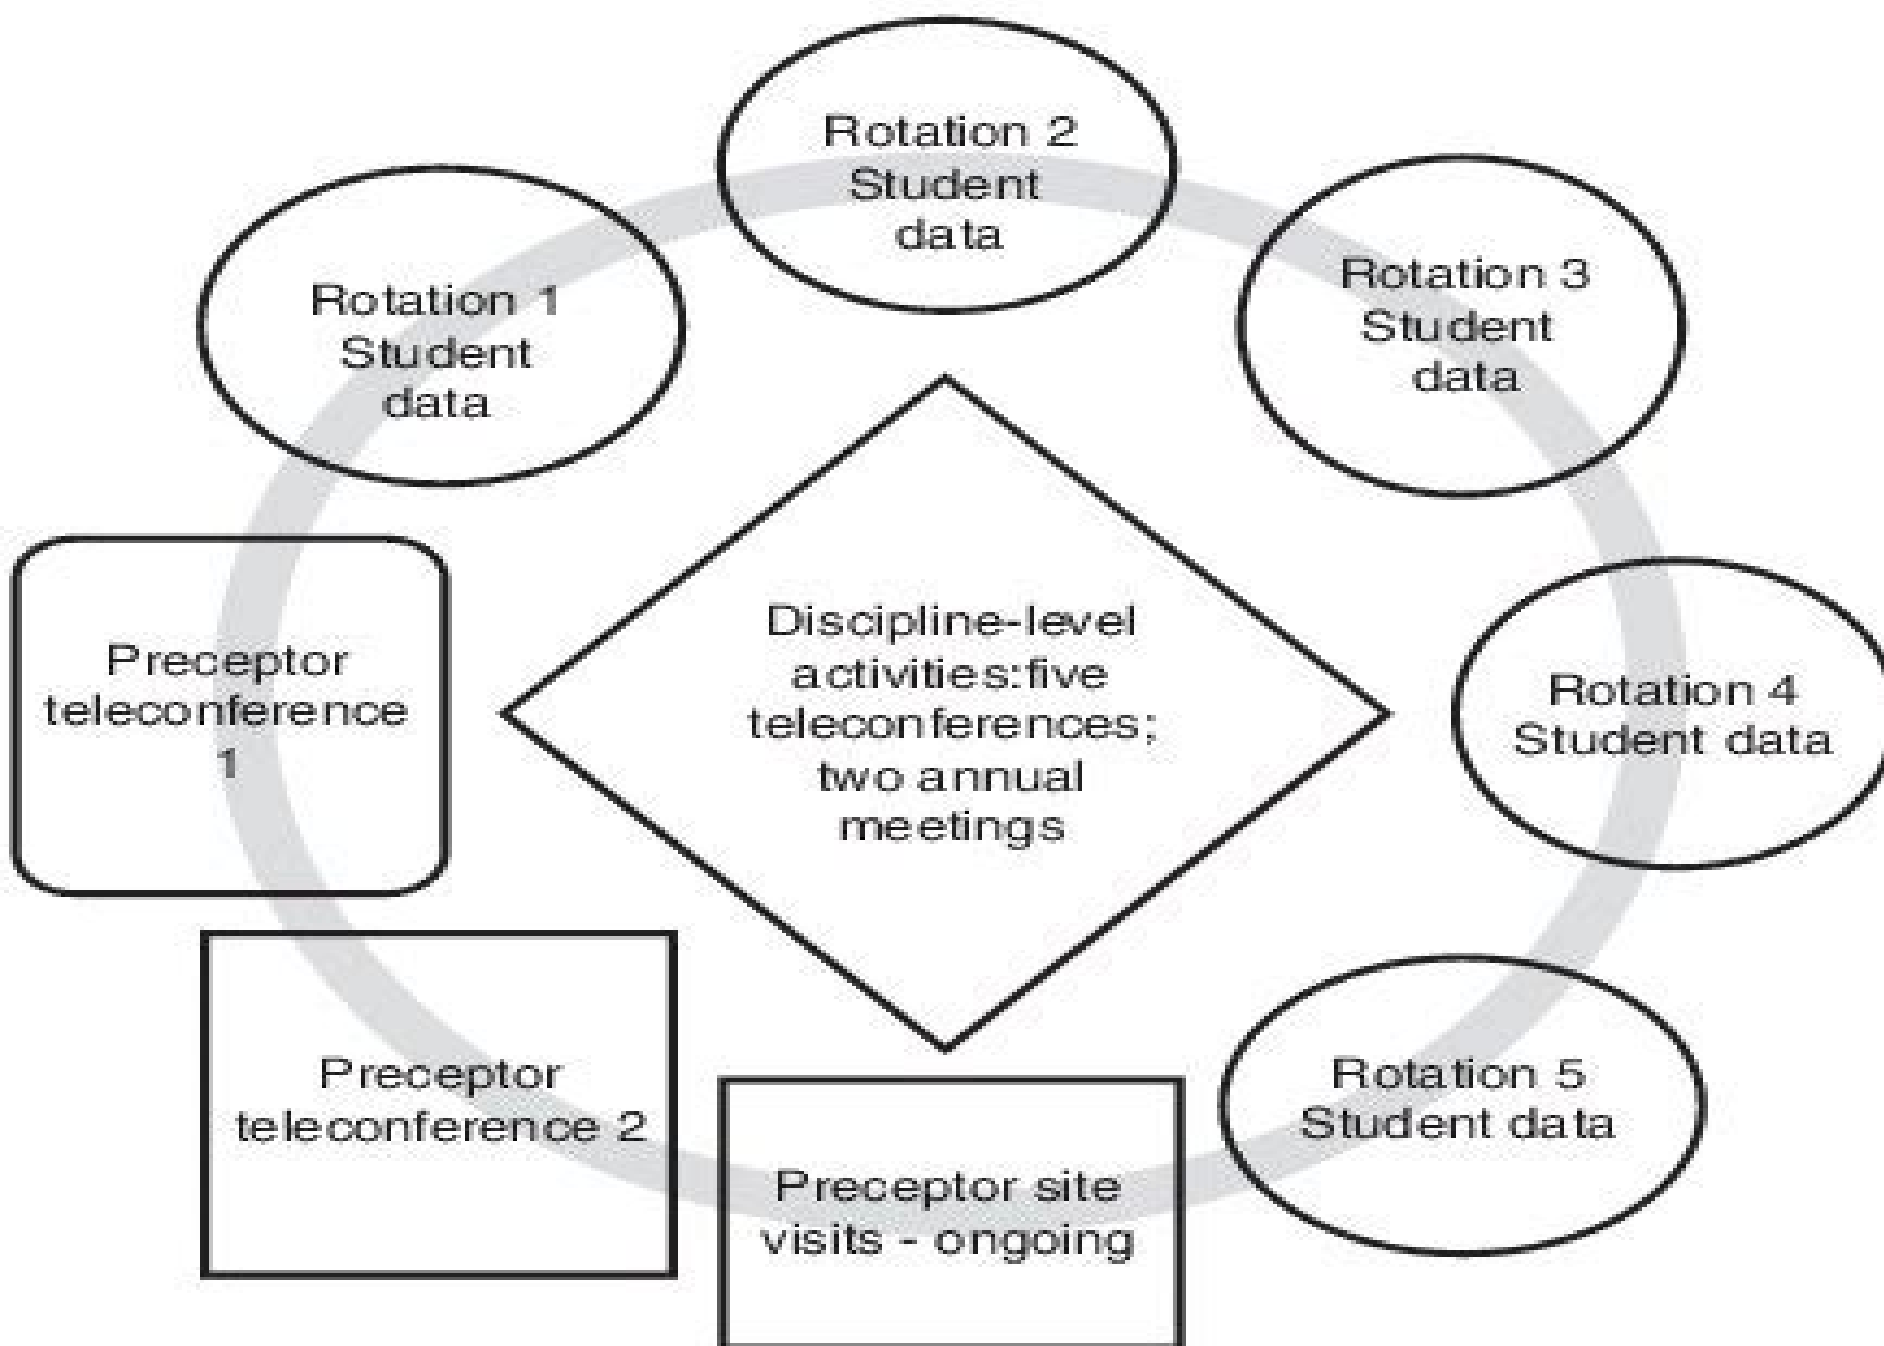 Rotation 2
Student
data
Rotation 1
Student
data
Rotation 3
Student
data
Preceptor
teleconference
1
Discipline-level
activities:five
teleconferences;
two annual
meetings
Rotation 4
Student data
Preceptor
teleconference 2
Preceptor site
visits - ongoing
Rotation 5
Student data